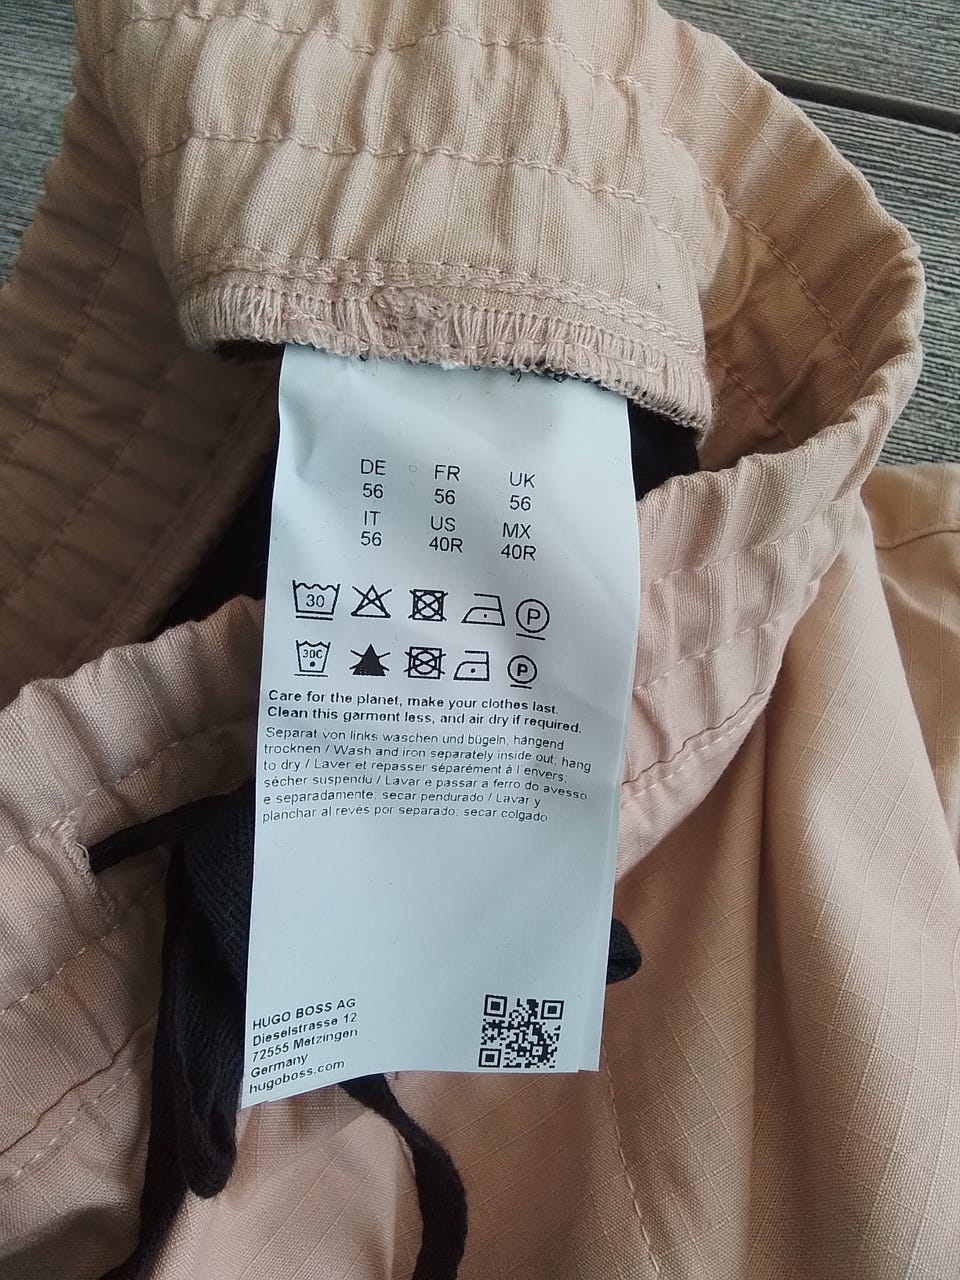 DE FR UK
56 56 56
IT US MX
56 40R 40R
30 P
30C P
Care for the planet, make your clothes last.
Clean this garment less, and air dry if required.
Separat von links waschen und bügeln, hängend
trocknen / Wash and iron separately inside out, hang
to dry / Laver et repasser séparément à l'envers;
sécher suspendu / Lavar e passar a ferro do avesso
e separadamente; secar pendurado / Lavar y
planchar al revés por separado; secar colgado
HUGO BOSS AG
Dieselstrasse 12
72555 Metzingen
Germany
hugoboss.com